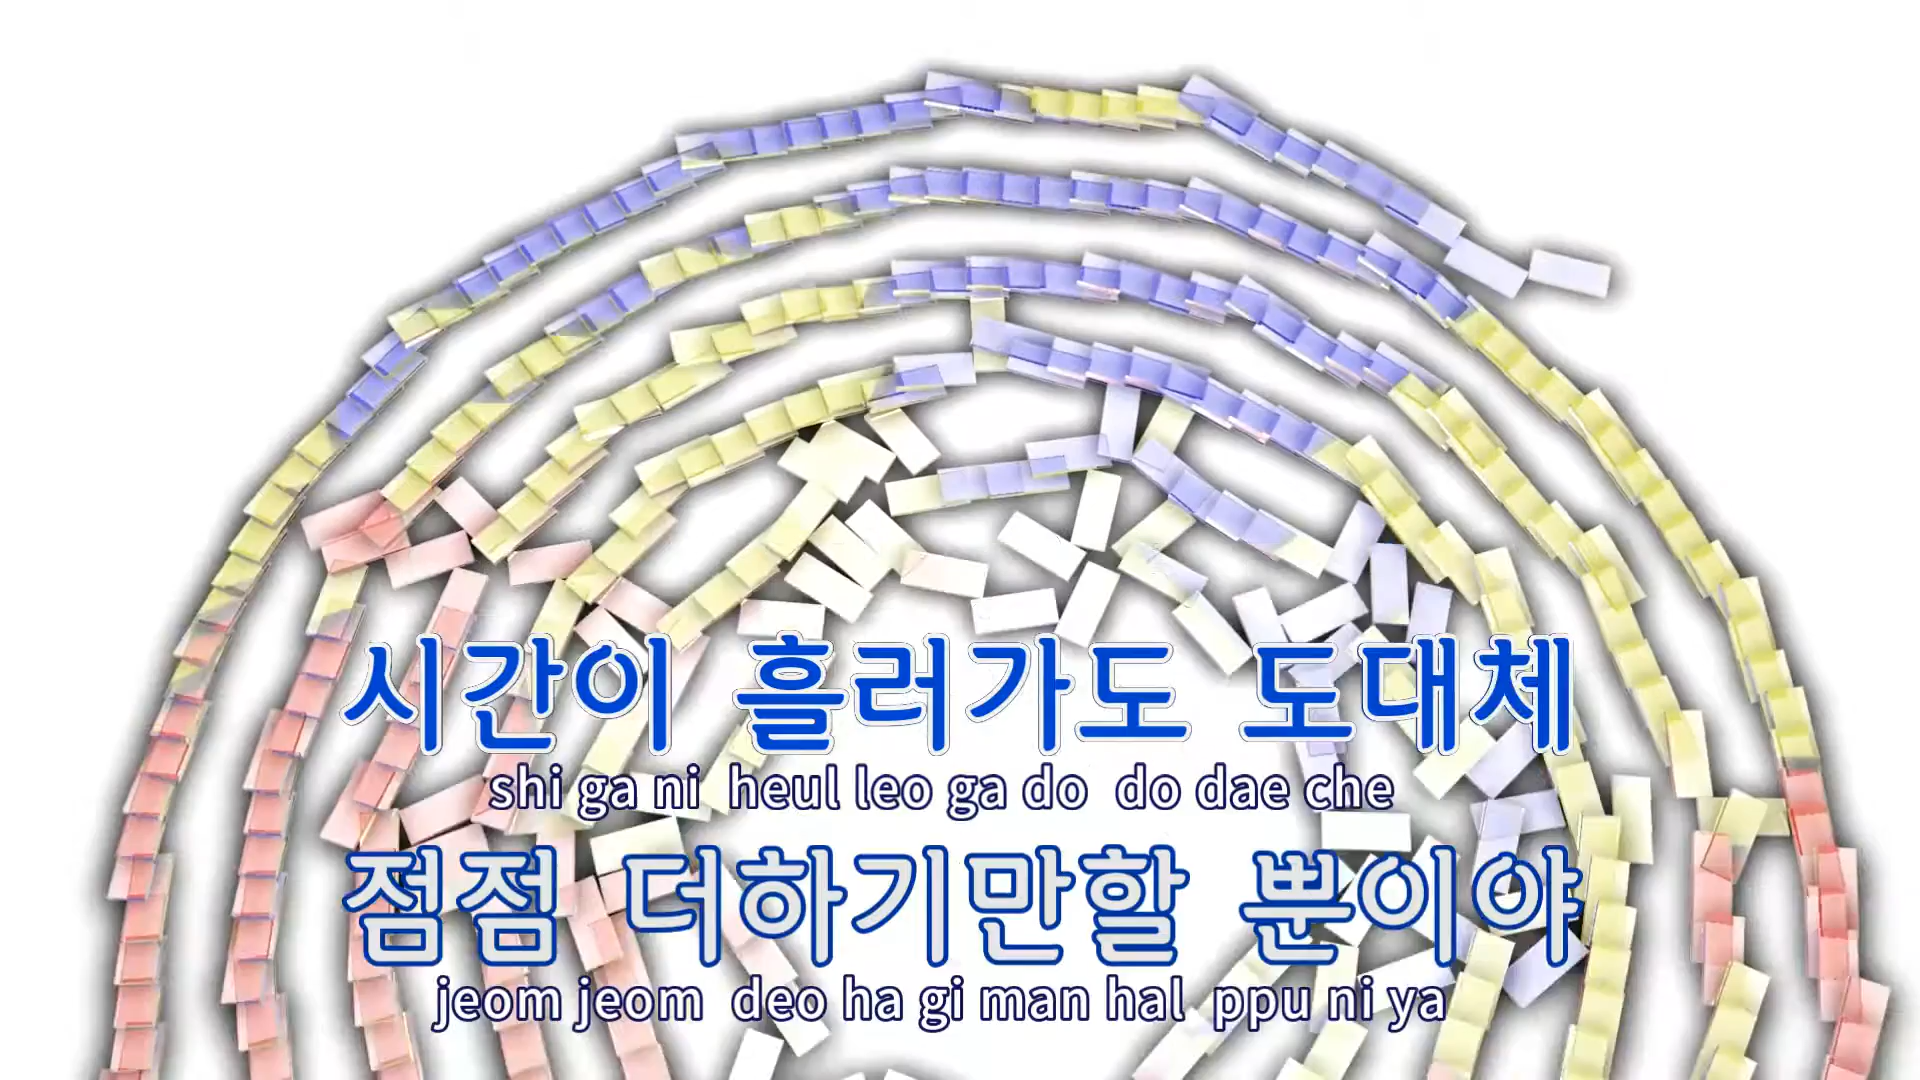 시간이 흘러가도 도대체
shi ga ni heul leo ga do do dae che
점점 더하기만할 뿐이야
jeom jeom deo ha gi man hal ppu ni ya